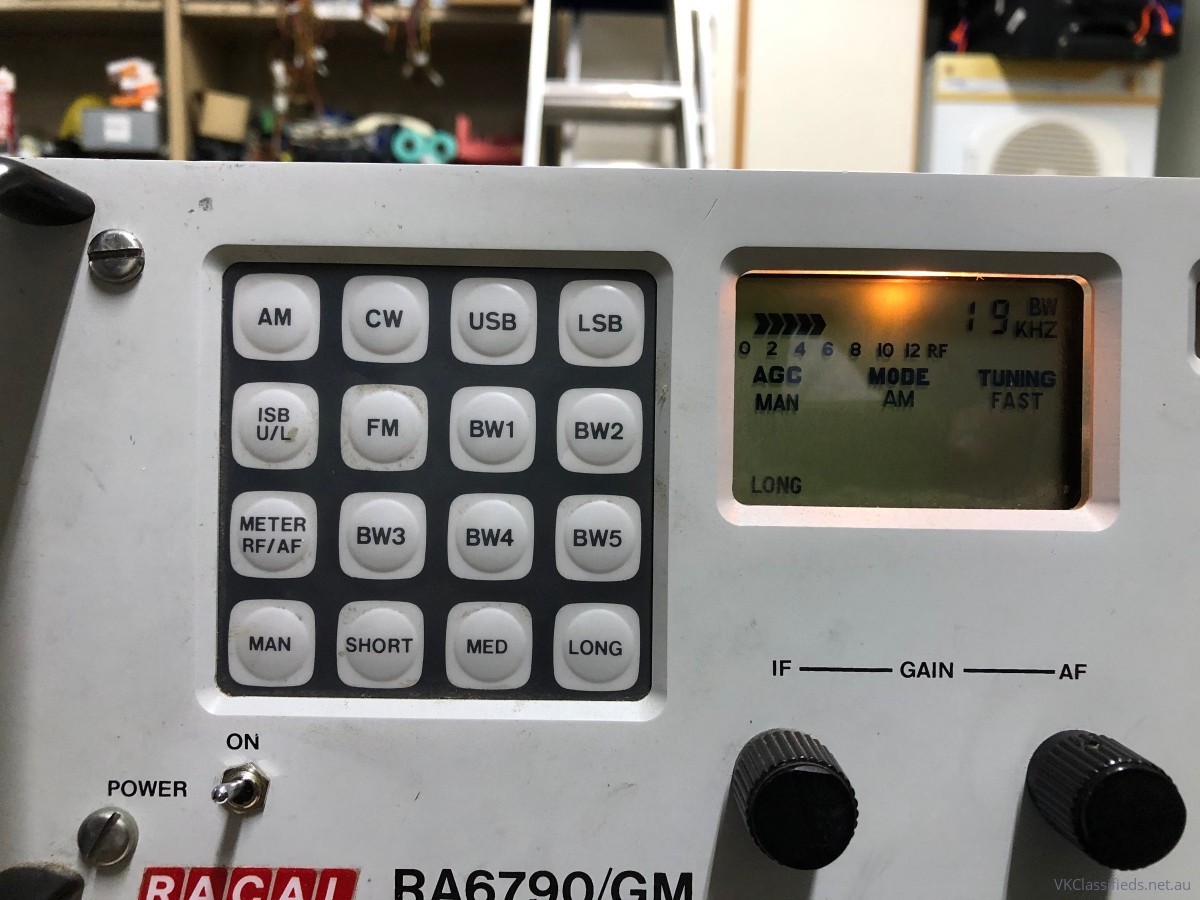 AM CW USB LSB
ISB U/L FM BW1 BW2
METER RF/AF BW3 BW4 BW5
MAN SHORT MED LONG
19 BW KHZ
0 2 4 6 8 10 12 RF
AGC MODE TUNING
MAN AM FAST
LONG
IF GAIN AF
ON
POWER
RACAL RA6790/GM
VKClassifieds.net.au